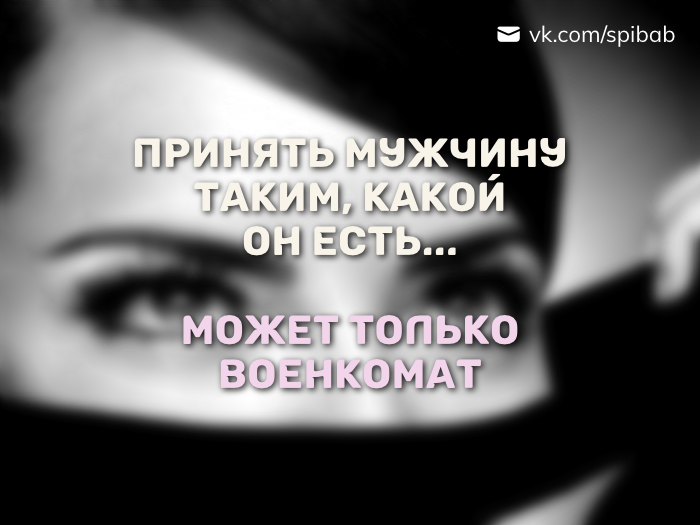 vk.com/spibab
ПРИНЯТЬ МУЖЧИНУ
ТАКИМ, КАКОЙ
ОН ЕСТЬ...
МОЖЕТ ТОЛЬКО
ВОЕНКОМАТ